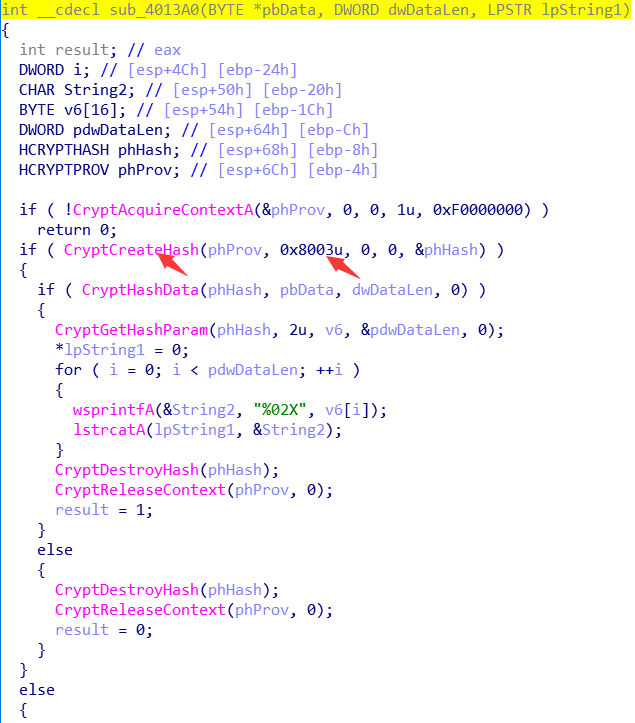 int __cdecl sub_4013A0(BYTE *pbData, DWORD dwDataLen, LPSTR lpString1)
{
  int result; // eax
  DWORD i; // [esp+4Ch] [ebp-24h]
  CHAR String2; // [esp+50h] [ebp-20h]
  BYTE v6[16]; // [esp+54h] [ebp-1Ch]
  DWORD pdwDataLen; // [esp+64h] [ebp-Ch]
  HCRYPTHASH phHash; // [esp+68h] [ebp-8h]
  HCRYPTPROV phProv; // [esp+6Ch] [ebp-4h]

  if ( !CryptAcquireContextA(&phProv, 0, 0, 1u, 0xF0000000) )
    return 0;
  if ( CryptCreateHash(phProv, 0x8003u, 0, 0, &phHash) )
  {
    if ( CryptHashData(phHash, pbData, dwDataLen, 0) )
    {
      CryptGetHashParam(phHash, 2u, v6, &pdwDataLen, 0);
      *lpString1 = 0;
      for ( i = 0; i < pdwDataLen; ++i )
      {
        wsprintfA(&String2, "%02X", v6[i]);
        lstrcatA(lpString1, &String2);
      }
      CryptDestroyHash(phHash);
      CryptReleaseContext(phProv, 0);
      result = 1;
    }
    else
    {
      CryptDestroyHash(phHash);
      CryptReleaseContext(phProv, 0);
      result = 0;
    }
  }
  else
  {